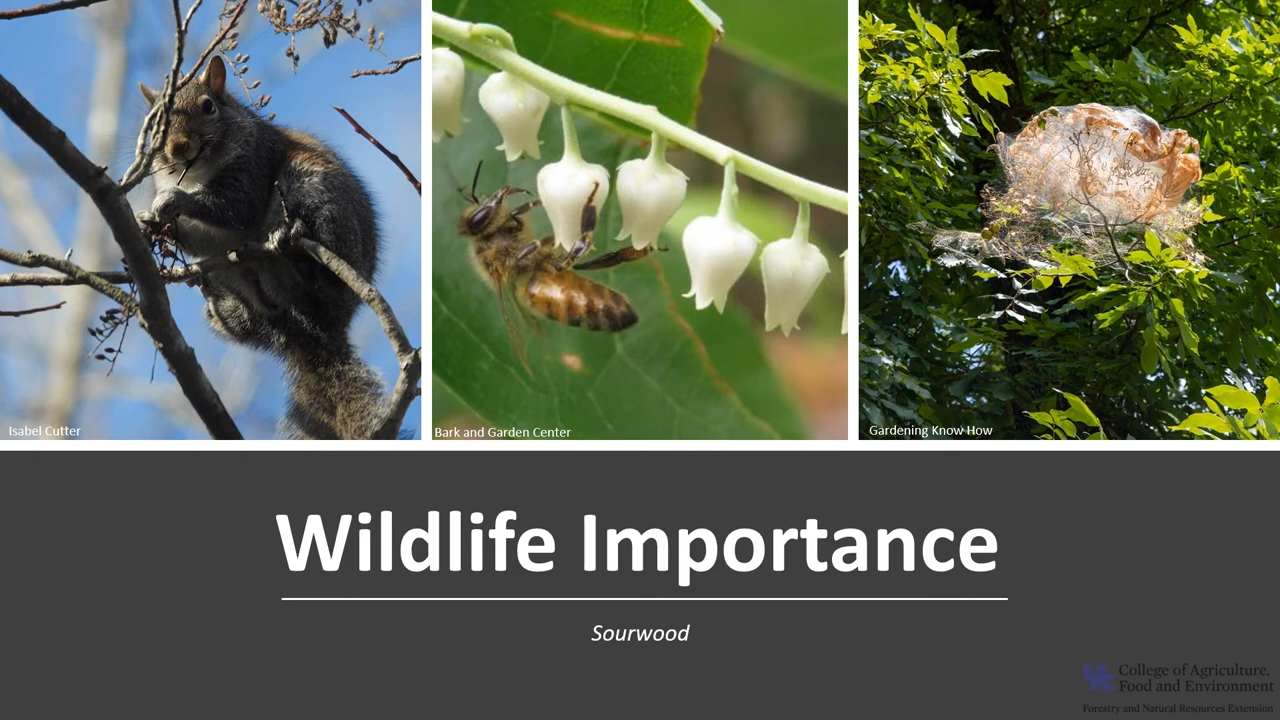 Isabel Cutter
Bark and Garden Center
Gardening Know How
Wildlife Importance
Sourwood
College of Agriculture,
Food and Environment
Forestry and Natural Resources Extension